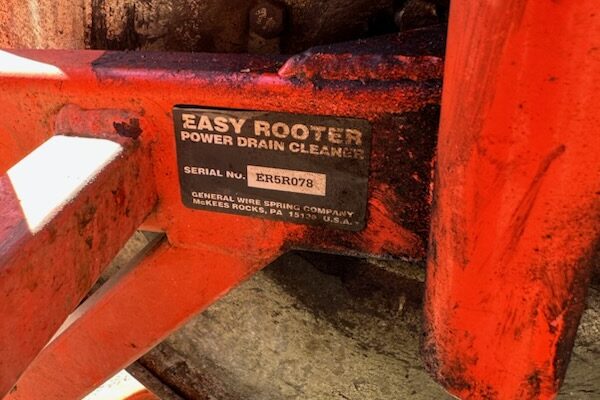 EASY ROOTER
POWER DRAIN CLEANER
SERIAL NO. ER5R078
GENERAL WIRE SPRING COMPANY
McKEES ROCKS, PA 15136 U.S.A.